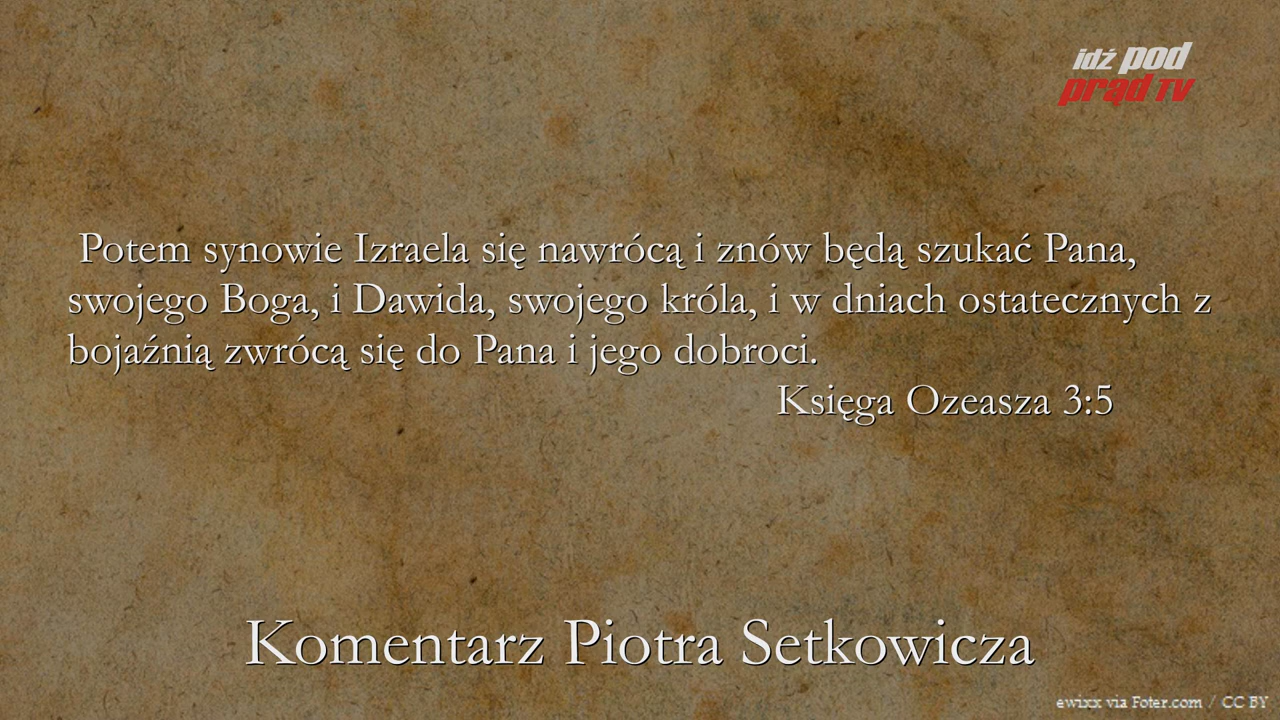 idź pod
prąd TV
Potem synowie Izraela się nawrócą i znów będą szukać Pana,
swojego Boga, i Dawida, swojego króla, i w dniach ostatecznych z
bojaźnią zwrócą się do Pana i jego dobroci.
Księga Ozeasza 3:5
Komentarz Piotra Setkowicza
ewixx via Foter.com / CC BY